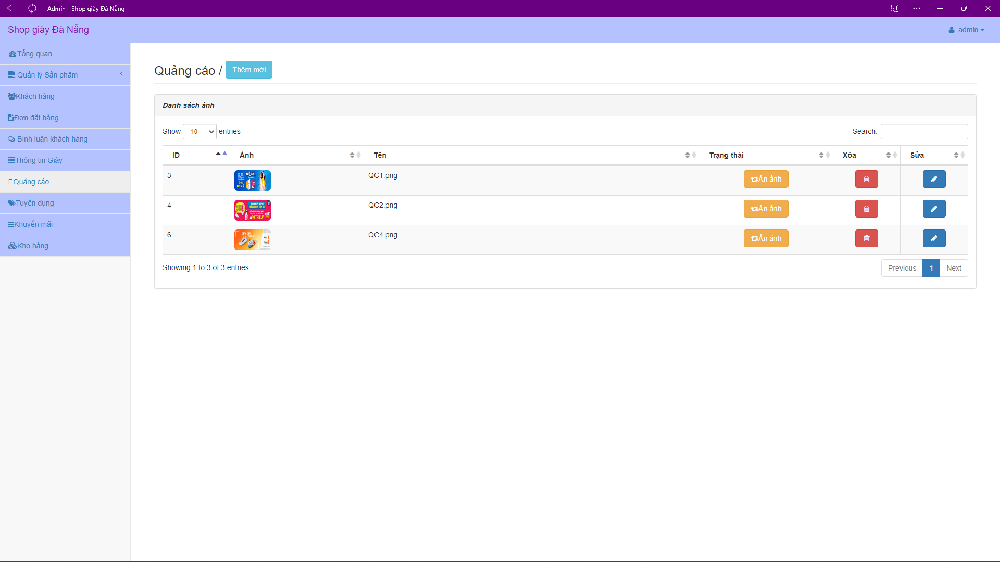 Admin - Shop giày Đà Nẵng
Shop giày Đà Nẵng
admin
Tổng quan
Quản lý Sản phẩm
Khách hàng
Đơn đặt hàng
Bình luận khách hàng
Thông tin Giày
Quảng cáo
Tuyển dụng
Khuyến mãi
Kho hàng
Quảng cáo / Thêm mới
Danh sách ảnh
Show 10 entries
Search:
ID Ảnh Tên Trạng thái Xóa Sửa
3 QC1.png Ẩn ảnh
4 QC2.png Ẩn ảnh
6 QC4.png Ẩn ảnh
Showing 1 to 3 of 3 entries
Previous 1 Next